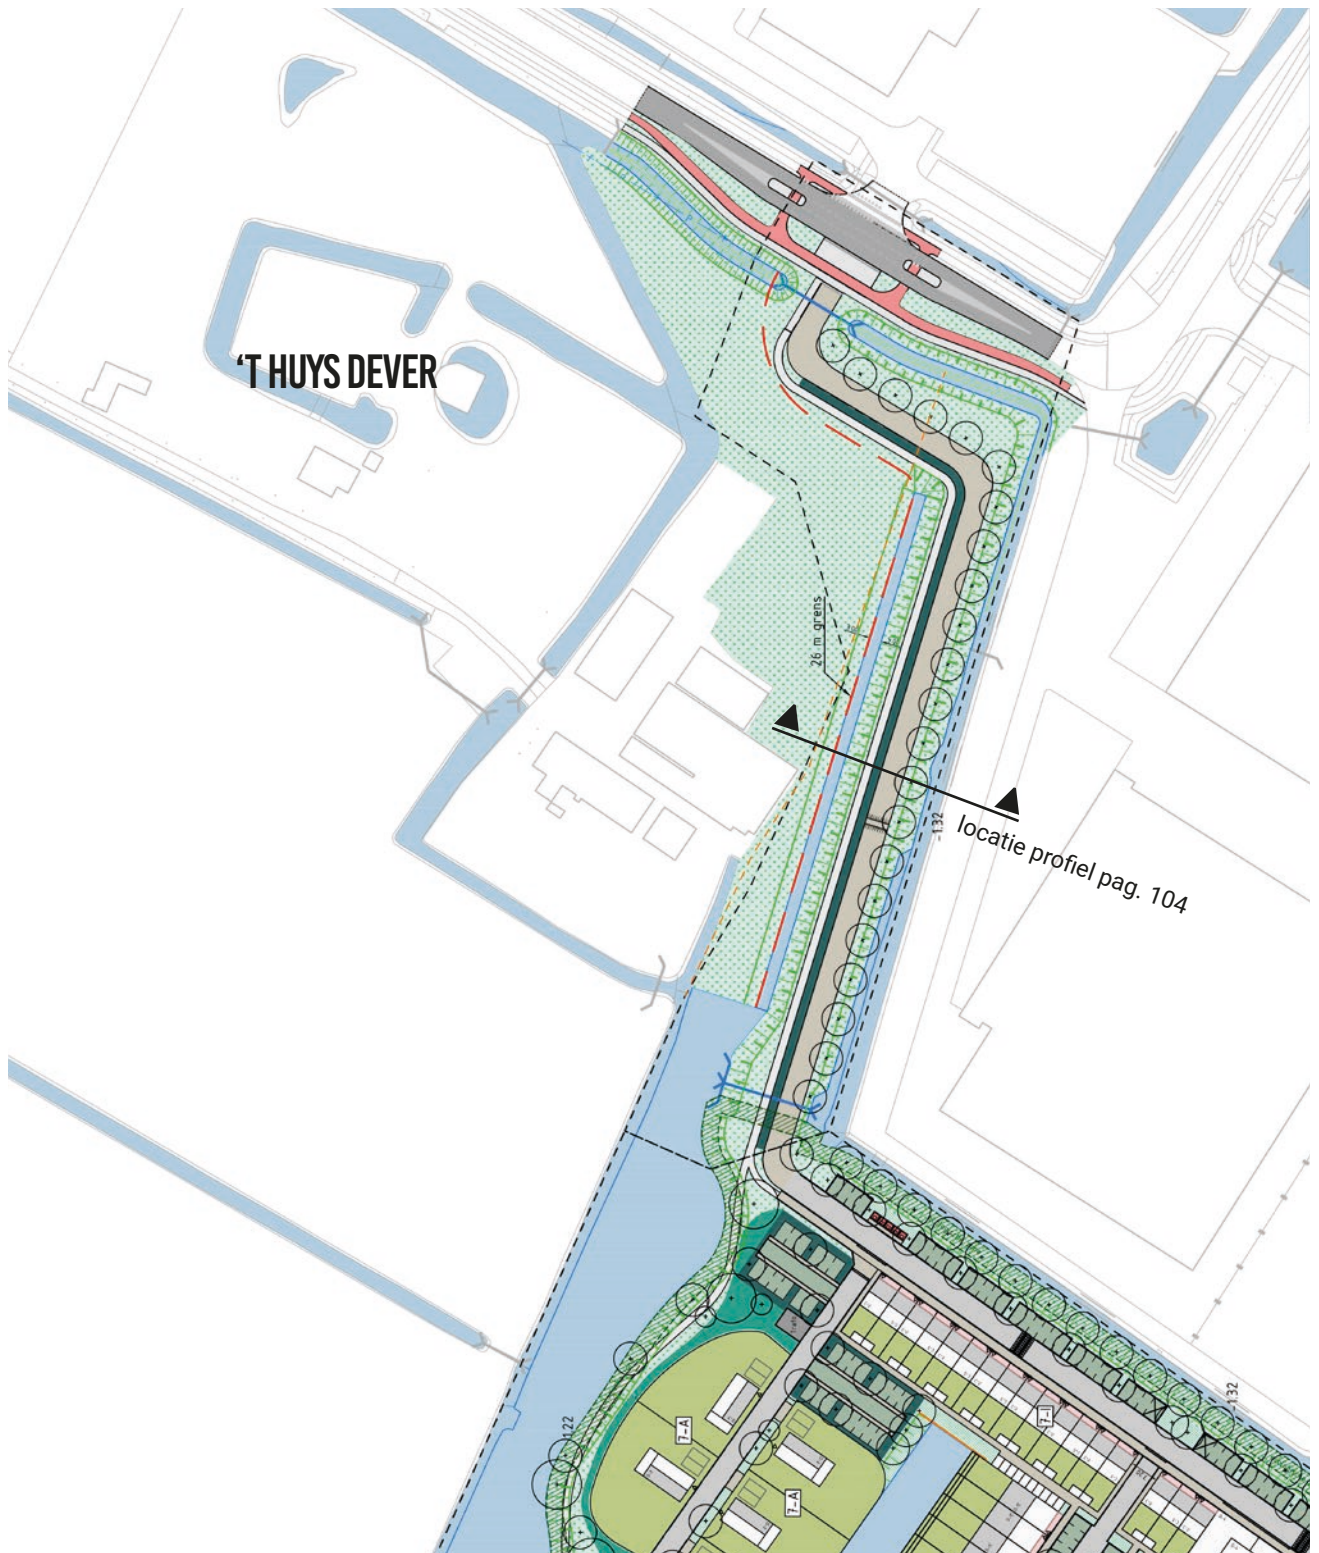 'T HUYS DEVER
26 m grens
-1.32
locatie profiel pag. 104
-1.32
1.22
7-A
7-I
7-A